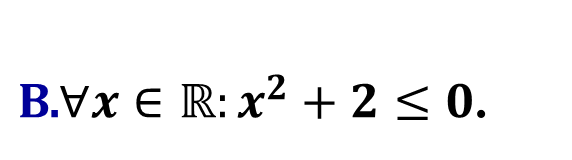 B.∀x ∈ ℝ: x² + 2 ≤ 0.